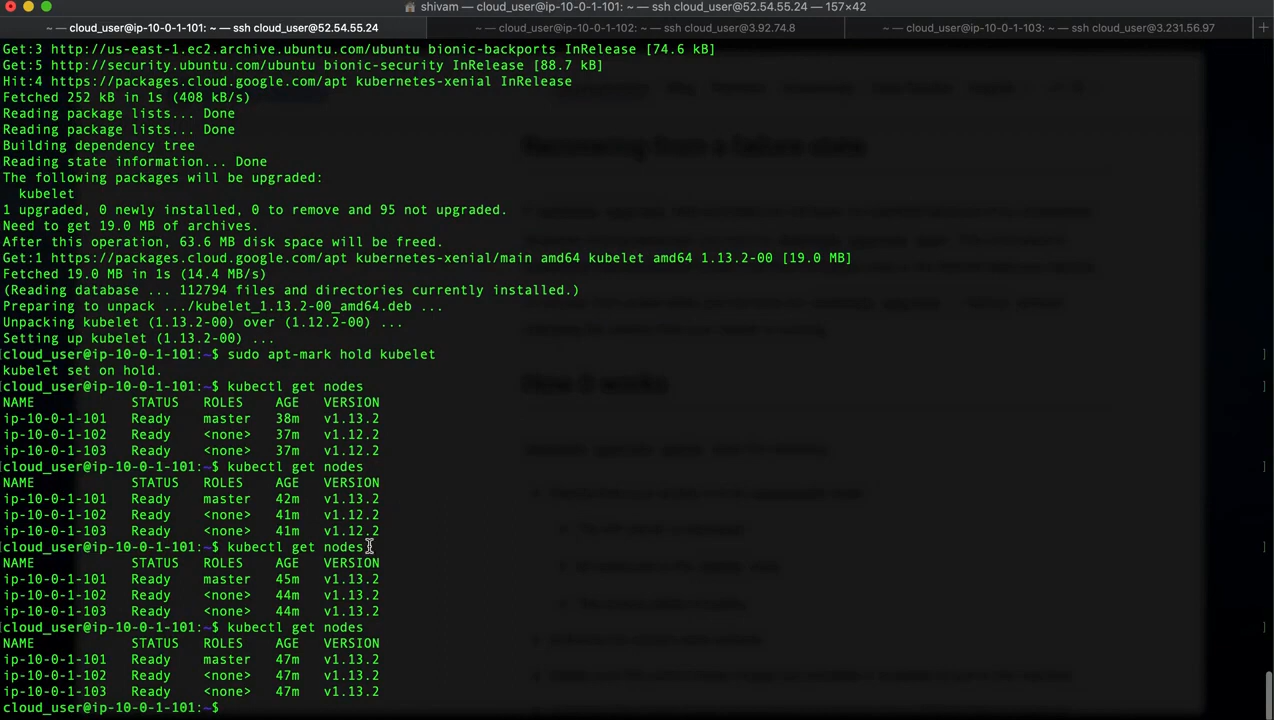 shivam — cloud_user@ip-10-0-1-101: ~ — ssh cloud_user@52.54.55.24 — 157×42
~ — cloud_user@ip-10-0-1-101: ~ — ssh cloud_user@52.54.55.24
~ — cloud_user@ip-10-0-1-102: ~ — ssh cloud_user@3.92.74.8
~ — cloud_user@ip-10-0-1-103: ~ — ssh cloud_user@3.231.56.97
Get:3 http://us-east-1.ec2.archive.ubuntu.com/ubuntu bionic-backports InRelease [74.6 kB]
Get:5 http://security.ubuntu.com/ubuntu bionic-security InRelease [88.7 kB]
Hit:4 https://packages.cloud.google.com/apt kubernetes-xenial InRelease
Fetched 252 kB in 1s (408 kB/s)
Reading package lists... Done
Reading package lists... Done
Building dependency tree
Reading state information... Done
The following packages will be upgraded:
kubelet
1 upgraded, 0 newly installed, 0 to remove and 95 not upgraded.
Need to get 19.0 MB of archives.
After this operation, 63.6 MB disk space will be freed.
Get:1 https://packages.cloud.google.com/apt kubernetes-xenial/main amd64 kubelet amd64 1.13.2-00 [19.0 MB]
Fetched 19.0 MB in 1s (14.4 MB/s)
(Reading database ... 112794 files and directories currently installed.)
Preparing to unpack .../kubelet_1.13.2-00_amd64.deb ...
Unpacking kubelet (1.13.2-00) over (1.12.2-00) ...
Setting up kubelet (1.13.2-00) ...
[cloud_user@ip-10-0-1-101:~$ sudo apt-mark hold kubelet ]
kubelet set on hold.
[cloud_user@ip-10-0-1-101:~$ kubectl get nodes ]
NAME STATUS ROLES AGE VERSION
ip-10-0-1-101 Ready master 38m v1.13.2
ip-10-0-1-102 Ready <none> 37m v1.12.2
ip-10-0-1-103 Ready <none> 37m v1.12.2
[cloud_user@ip-10-0-1-101:~$ kubectl get nodes ]
NAME STATUS ROLES AGE VERSION
ip-10-0-1-101 Ready master 42m v1.13.2
ip-10-0-1-102 Ready <none> 41m v1.12.2
ip-10-0-1-103 Ready <none> 41m v1.12.2
[cloud_user@ip-10-0-1-101:~$ kubectl get nodes ]
NAME STATUS ROLES AGE VERSION
ip-10-0-1-101 Ready master 45m v1.13.2
ip-10-0-1-102 Ready <none> 44m v1.13.2
ip-10-0-1-103 Ready <none> 44m v1.13.2
[cloud_user@ip-10-0-1-101:~$ kubectl get nodes ]
NAME STATUS ROLES AGE VERSION
ip-10-0-1-101 Ready master 47m v1.13.2
ip-10-0-1-102 Ready <none> 47m v1.13.2
ip-10-0-1-103 Ready <none> 47m v1.13.2
cloud_user@ip-10-0-1-101:~$
Recovering from a failure state
How it works